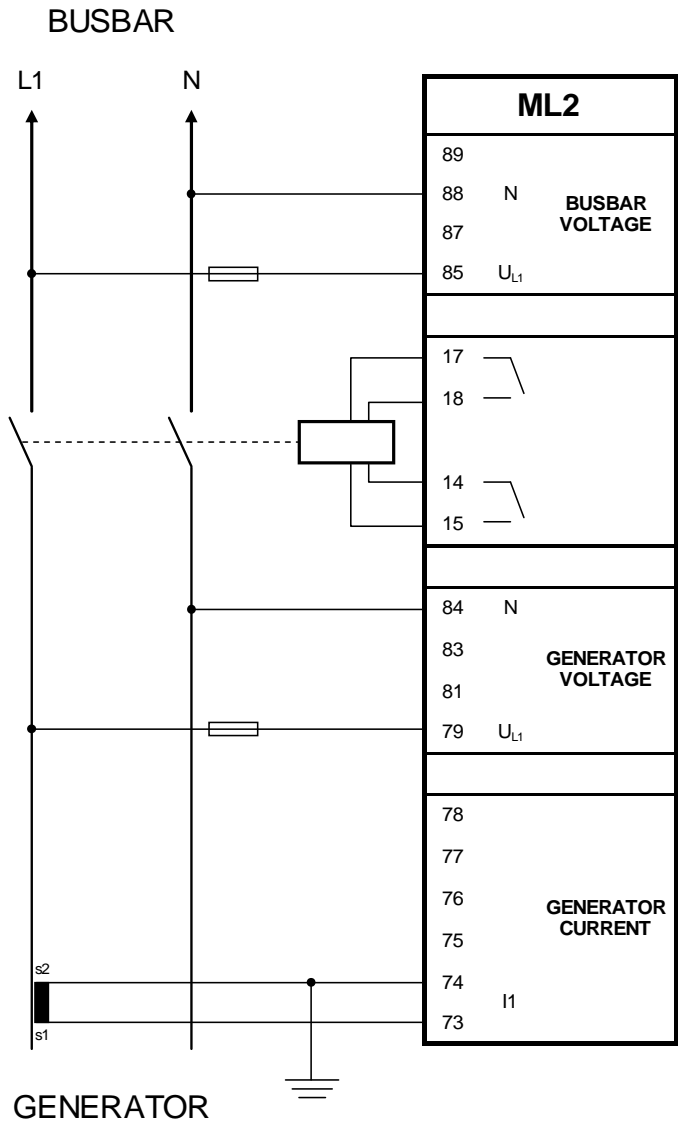 BUSBAR
L1 N
ML2
89
88 N
BUSBAR
VOLTAGE
87
85 UL1
17
18
14
15
84 N
83
GENERATOR
VOLTAGE
81
79 UL1
78
77
76
GENERATOR
CURRENT
75
s2
74
I1
73
s1
GENERATOR